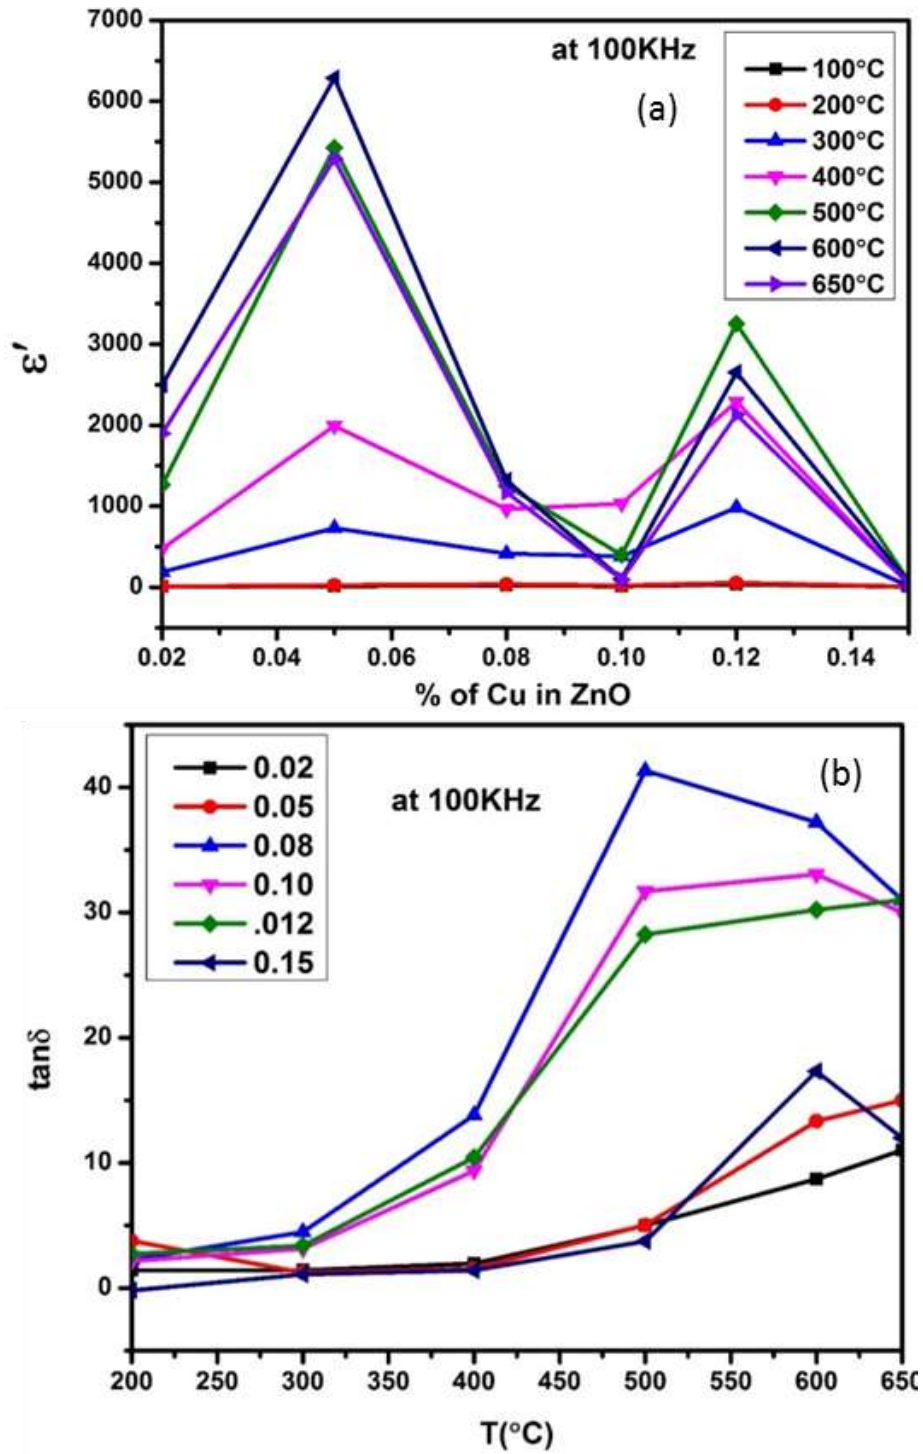 7000
6000
5000
4000
3000
2000
1000
0
ε′
at 100KHz
(a)
100°C
200°C
300°C
400°C
500°C
600°C
650°C
0.02 0.04 0.06 0.08 0.10 0.12 0.14
% of Cu in ZnO
40
30
20
10
0
tanδ
0.02
0.05
0.08
0.10
.012
0.15
at 100KHz
(b)
200 250 300 350 400 450 500 550 600 650
T(°C)